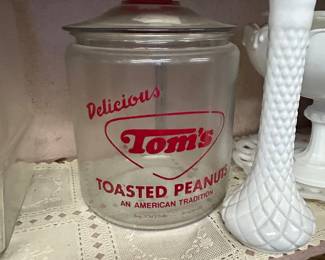 Delicious
Tom's
TOASTED PEANUTS
AN AMERICAN TRADITION